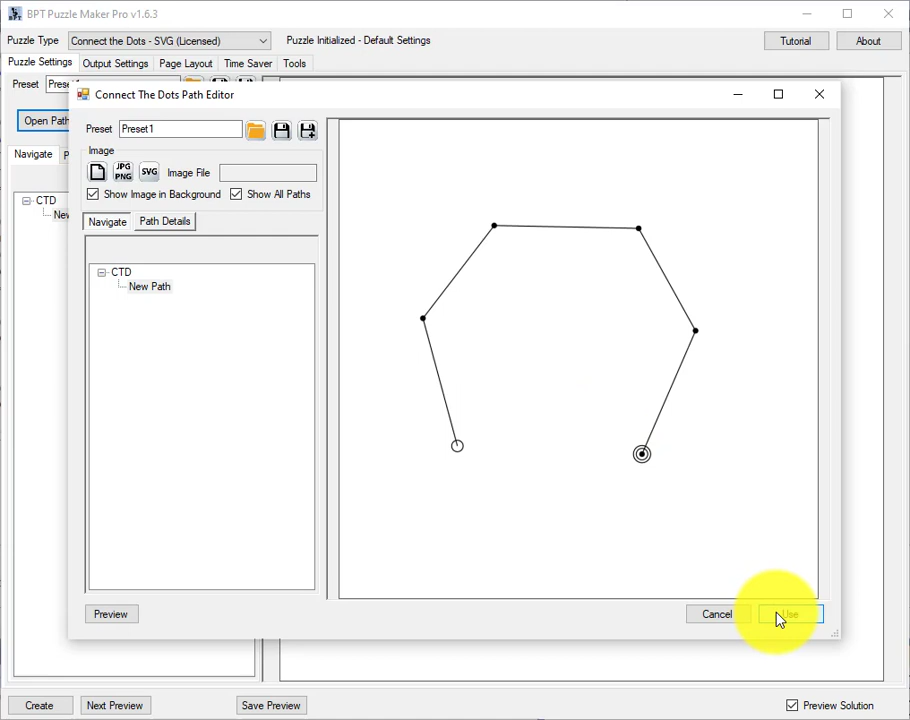 BPT Puzzle Maker Pro v1.6.3
Puzzle Type Connect the Dots - SVG (Licensed) Puzzle Initialized - Default Settings Tutorial About
Puzzle Settings Output Settings Page Layout Time Saver Tools
Preset
Open Path
Navigate
CTD
Connect The Dots Path Editor
Preset Preset1
Image
JPG
PNG
SVG
Image File
Show Image in Background Show All Paths
Navigate Path Details
CTD
New Path
Preview
Cancel Use
Create Next Preview Save Preview Preview Solution